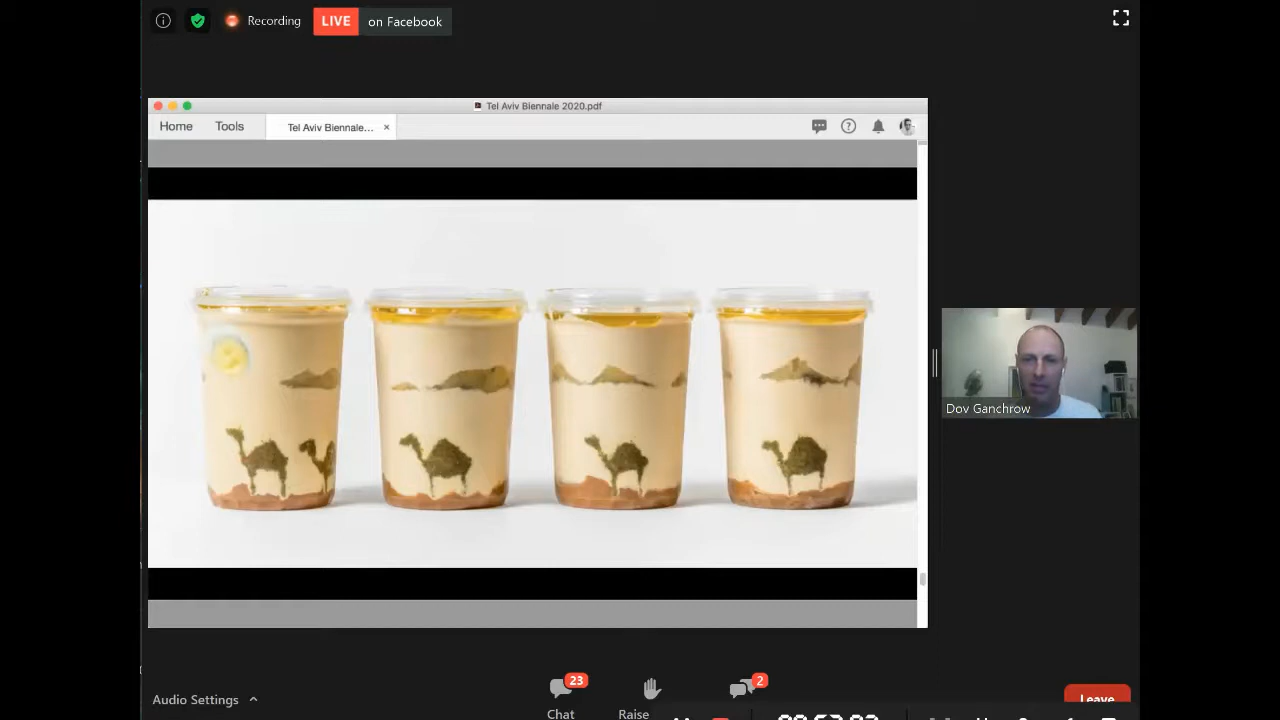 Recording
LIVE
on Facebook
Tel Aviv Biennale 2020.pdf
Home
Tools
Tel Aviv Biennale...
Dov Ganchrow
Audio Settings
23
Chat
Raise
2
Leave